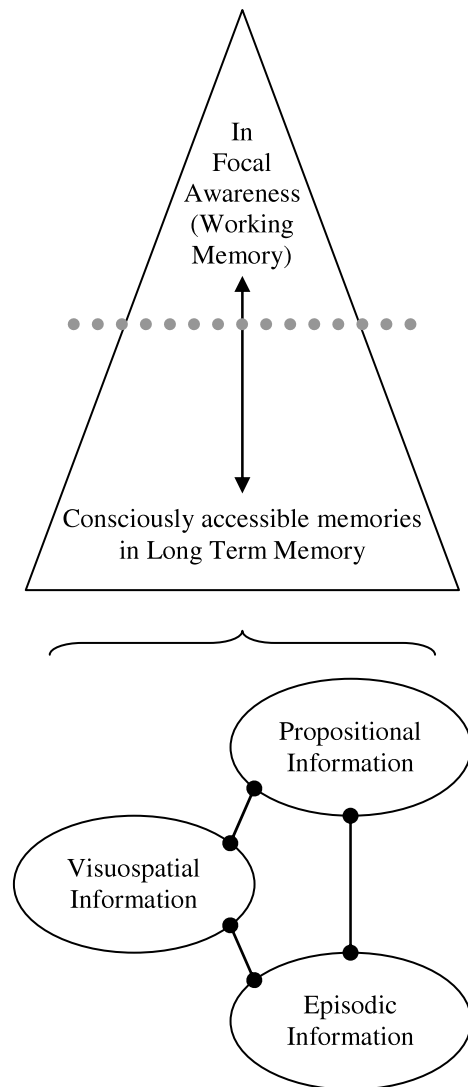 In
Focal
Awareness
(Working
Memory)
Consciously accessible memories
in Long Term Memory
Propositional
Information
Visuospatial
Information
Episodic
Information